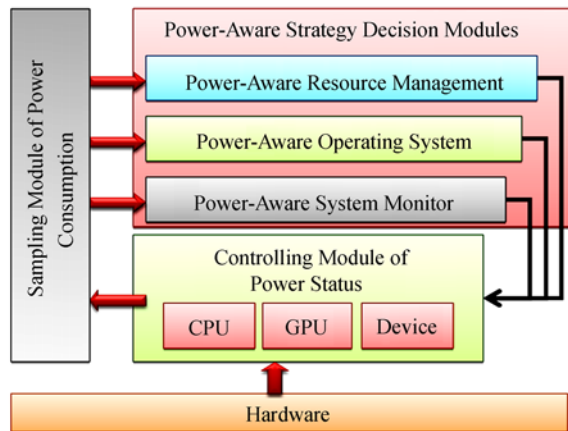 Power-Aware Strategy Decision Modules
Power-Aware Resource Management
Power-Aware Operating System
Power-Aware System Monitor
Sampling Module of Power
Consumption
Controlling Module of
Power Status
CPU
GPU
Device
Hardware